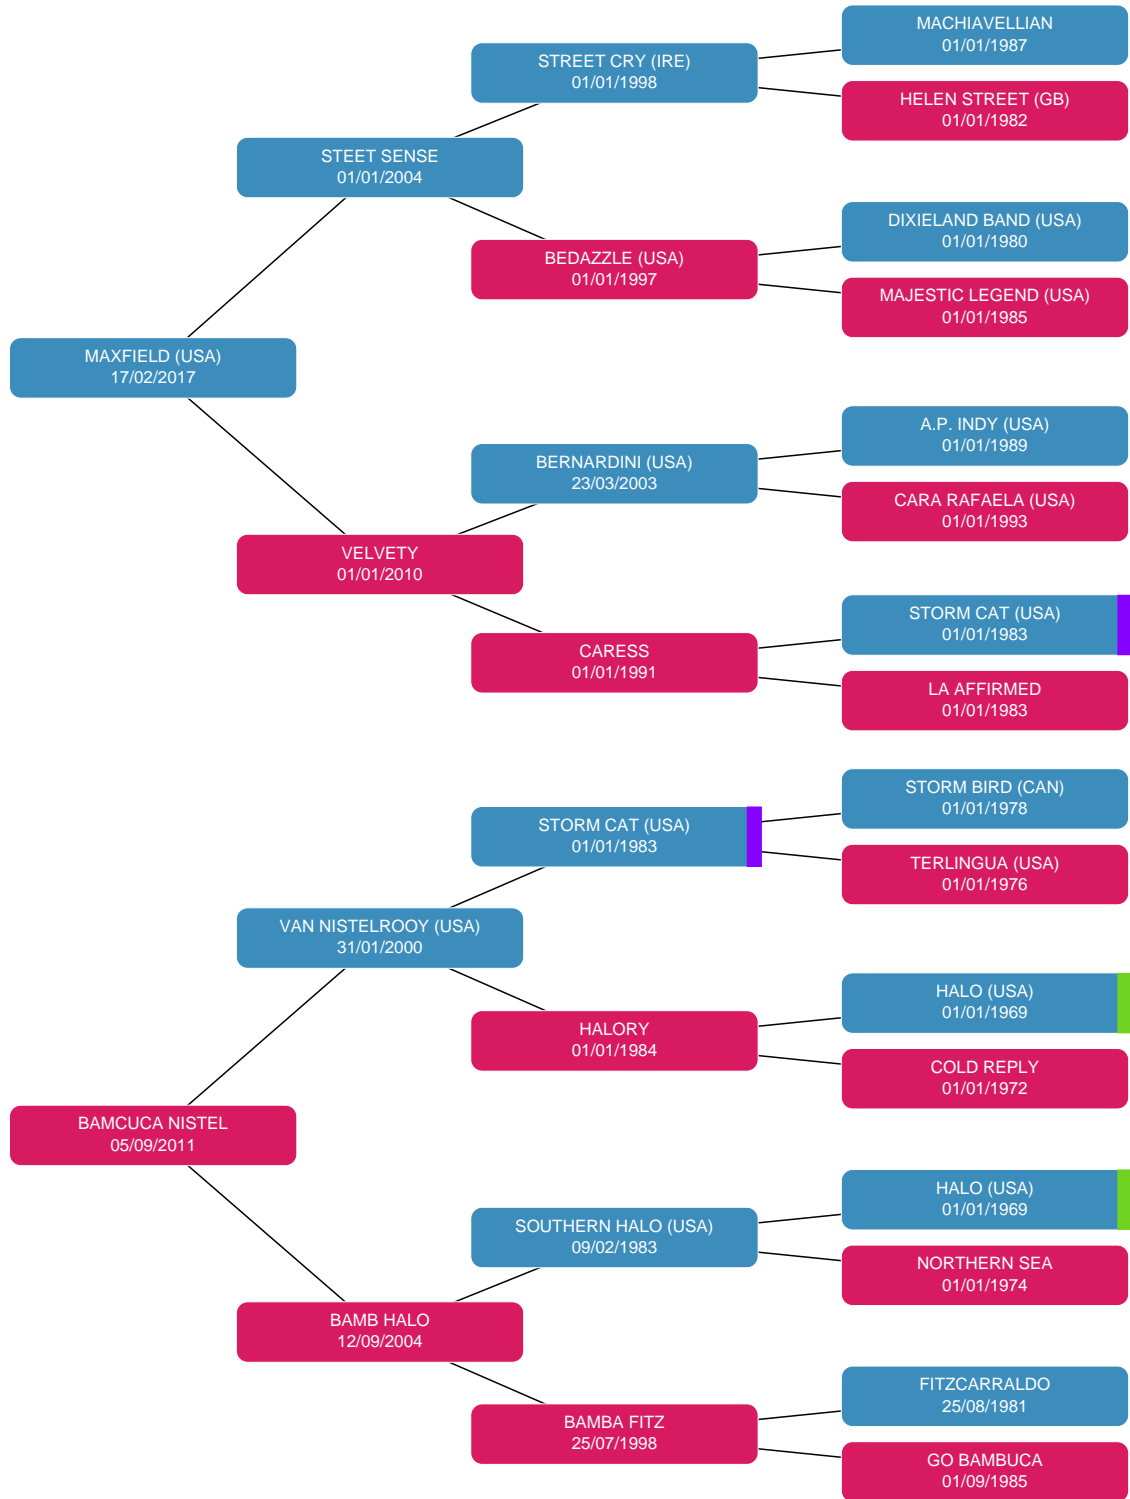 MACHIAVELLIAN
01/01/1987
STREET CRY (IRE)
01/01/1998
HELEN STREET (GB)
01/01/1982
STEET SENSE
01/01/2004
DIXIELAND BAND (USA)
01/01/1980
BEDAZZLE (USA)
01/01/1997
MAJESTIC LEGEND (USA)
01/01/1985
MAXFIELD (USA)
17/02/2017
A.P. INDY (USA)
01/01/1989
BERNARDINI (USA)
23/03/2003
CARA RAFAELA (USA)
01/01/1993
VELVETY
01/01/2010
STORM CAT (USA)
01/01/1983
CARESS
01/01/1991
LA AFFIRMED
01/01/1983
STORM BIRD (CAN)
01/01/1978
STORM CAT (USA)
01/01/1983
TERLINGUA (USA)
01/01/1976
VAN NISTELROOY (USA)
31/01/2000
HALO (USA)
01/01/1969
HALORY
01/01/1984
COLD REPLY
01/01/1972
BAMCUCA NISTEL
05/09/2011
HALO (USA)
01/01/1969
SOUTHERN HALO (USA)
09/02/1983
NORTHERN SEA
01/01/1974
BAMB HALO
12/09/2004
FITZCARRALDO
25/08/1981
BAMBA FITZ
25/07/1998
GO BAMBUCA
01/09/1985